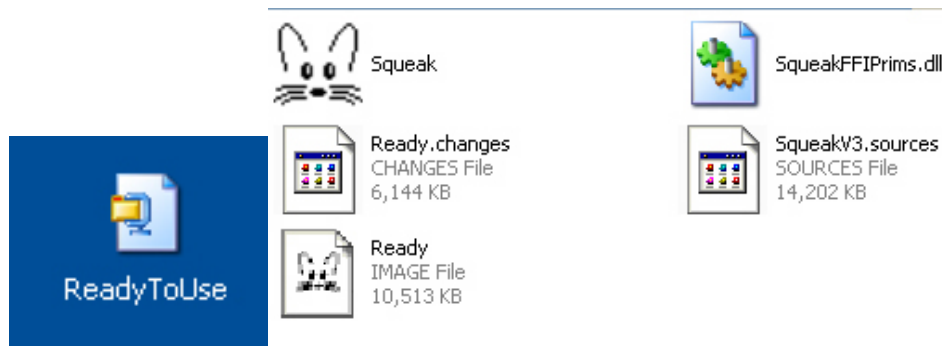 Squeak
SqueakFFIPrims.dll
Ready.changes
CHANGES File
6,144 KB
SqueakV3.sources
SOURCES File
14,202 KB
Ready
IMAGE File
10,513 KB
ReadyToUse